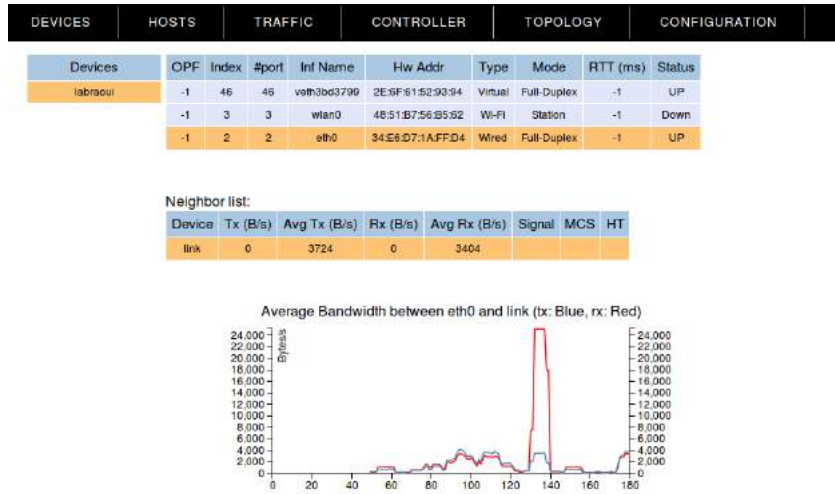 DEVICES HOSTS TRAFFIC CONTROLLER TOPOLOGY CONFIGURATION
Devices OPF Index #port Inf Name Hw Addr Type Mode RTT (ms) Status
labraoui -1 46 46 veth3bd3799 2E:6F:61:52:93:94 Virtual Full-Duplex -1 UP
-1 3 3 wlan0 48:51:B7:56:B5:62 Wi-Fi Station -1 Down
-1 2 2 eth0 34:E6:D7:1A:FF:D4 Wired Full-Duplex -1 UP
Neighbor list:
Device Tx (B/s) Avg Tx (B/s) Rx (B/s) Avg Rx (B/s) Signal MCS HT
link 0 3724 0 3404
Average Bandwidth between eth0 and link (tx: Blue, rx: Red)
Bytes/s
24,000 24,000
22,000 22,000
20,000 20,000
18,000 18,000
16,000 16,000
14,000 14,000
12,000 12,000
10,000 10,000
8,000 8,000
6,000 6,000
4,000 4,000
2,000 2,000
0 0
0 20 40 60 80 100 120 140 160 180